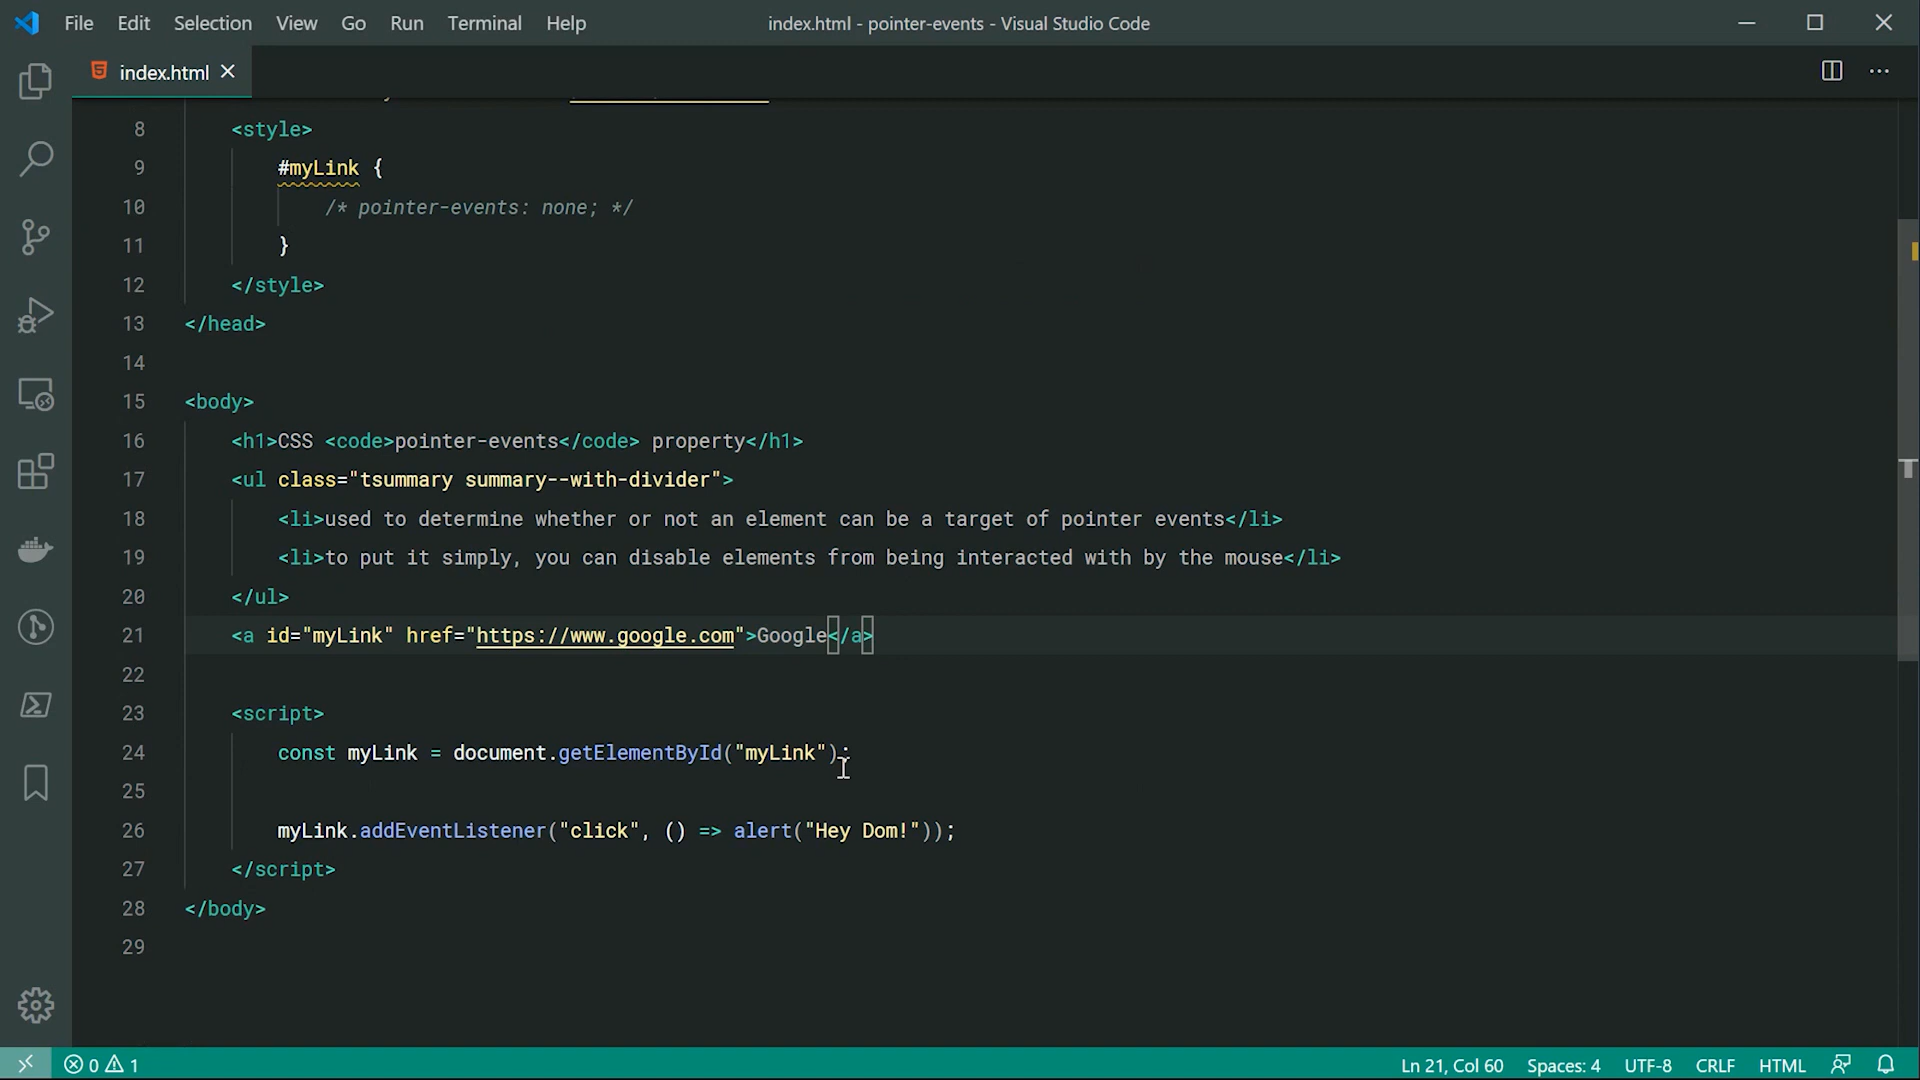 File Edit Selection View Go Run Terminal Help
index.html - pointer-events - Visual Studio Code
index.html
8 <style>
9 #myLink {
10 /* pointer-events: none; */
11 }
12 </style>
13 </head>
14
15 <body>
16 <h1>CSS <code>pointer-events</code> property</h1>
17 <ul class="tsummary summary--with-divider">
18 <li>used to determine whether or not an element can be a target of pointer events</li>
19 <li>to put it simply, you can disable elements from being interacted with by the mouse</li>
20 </ul>
21 <a id="myLink" href="https://www.google.com">Google</a>
22
23 <script>
24 const myLink = document.getElementById("myLink");
25
26 myLink.addEventListener("click", () => alert("Hey Dom!"));
27 </script>
28 </body>
29
0 1
Ln 21, Col 60 Spaces: 4 UTF-8 CRLF HTML